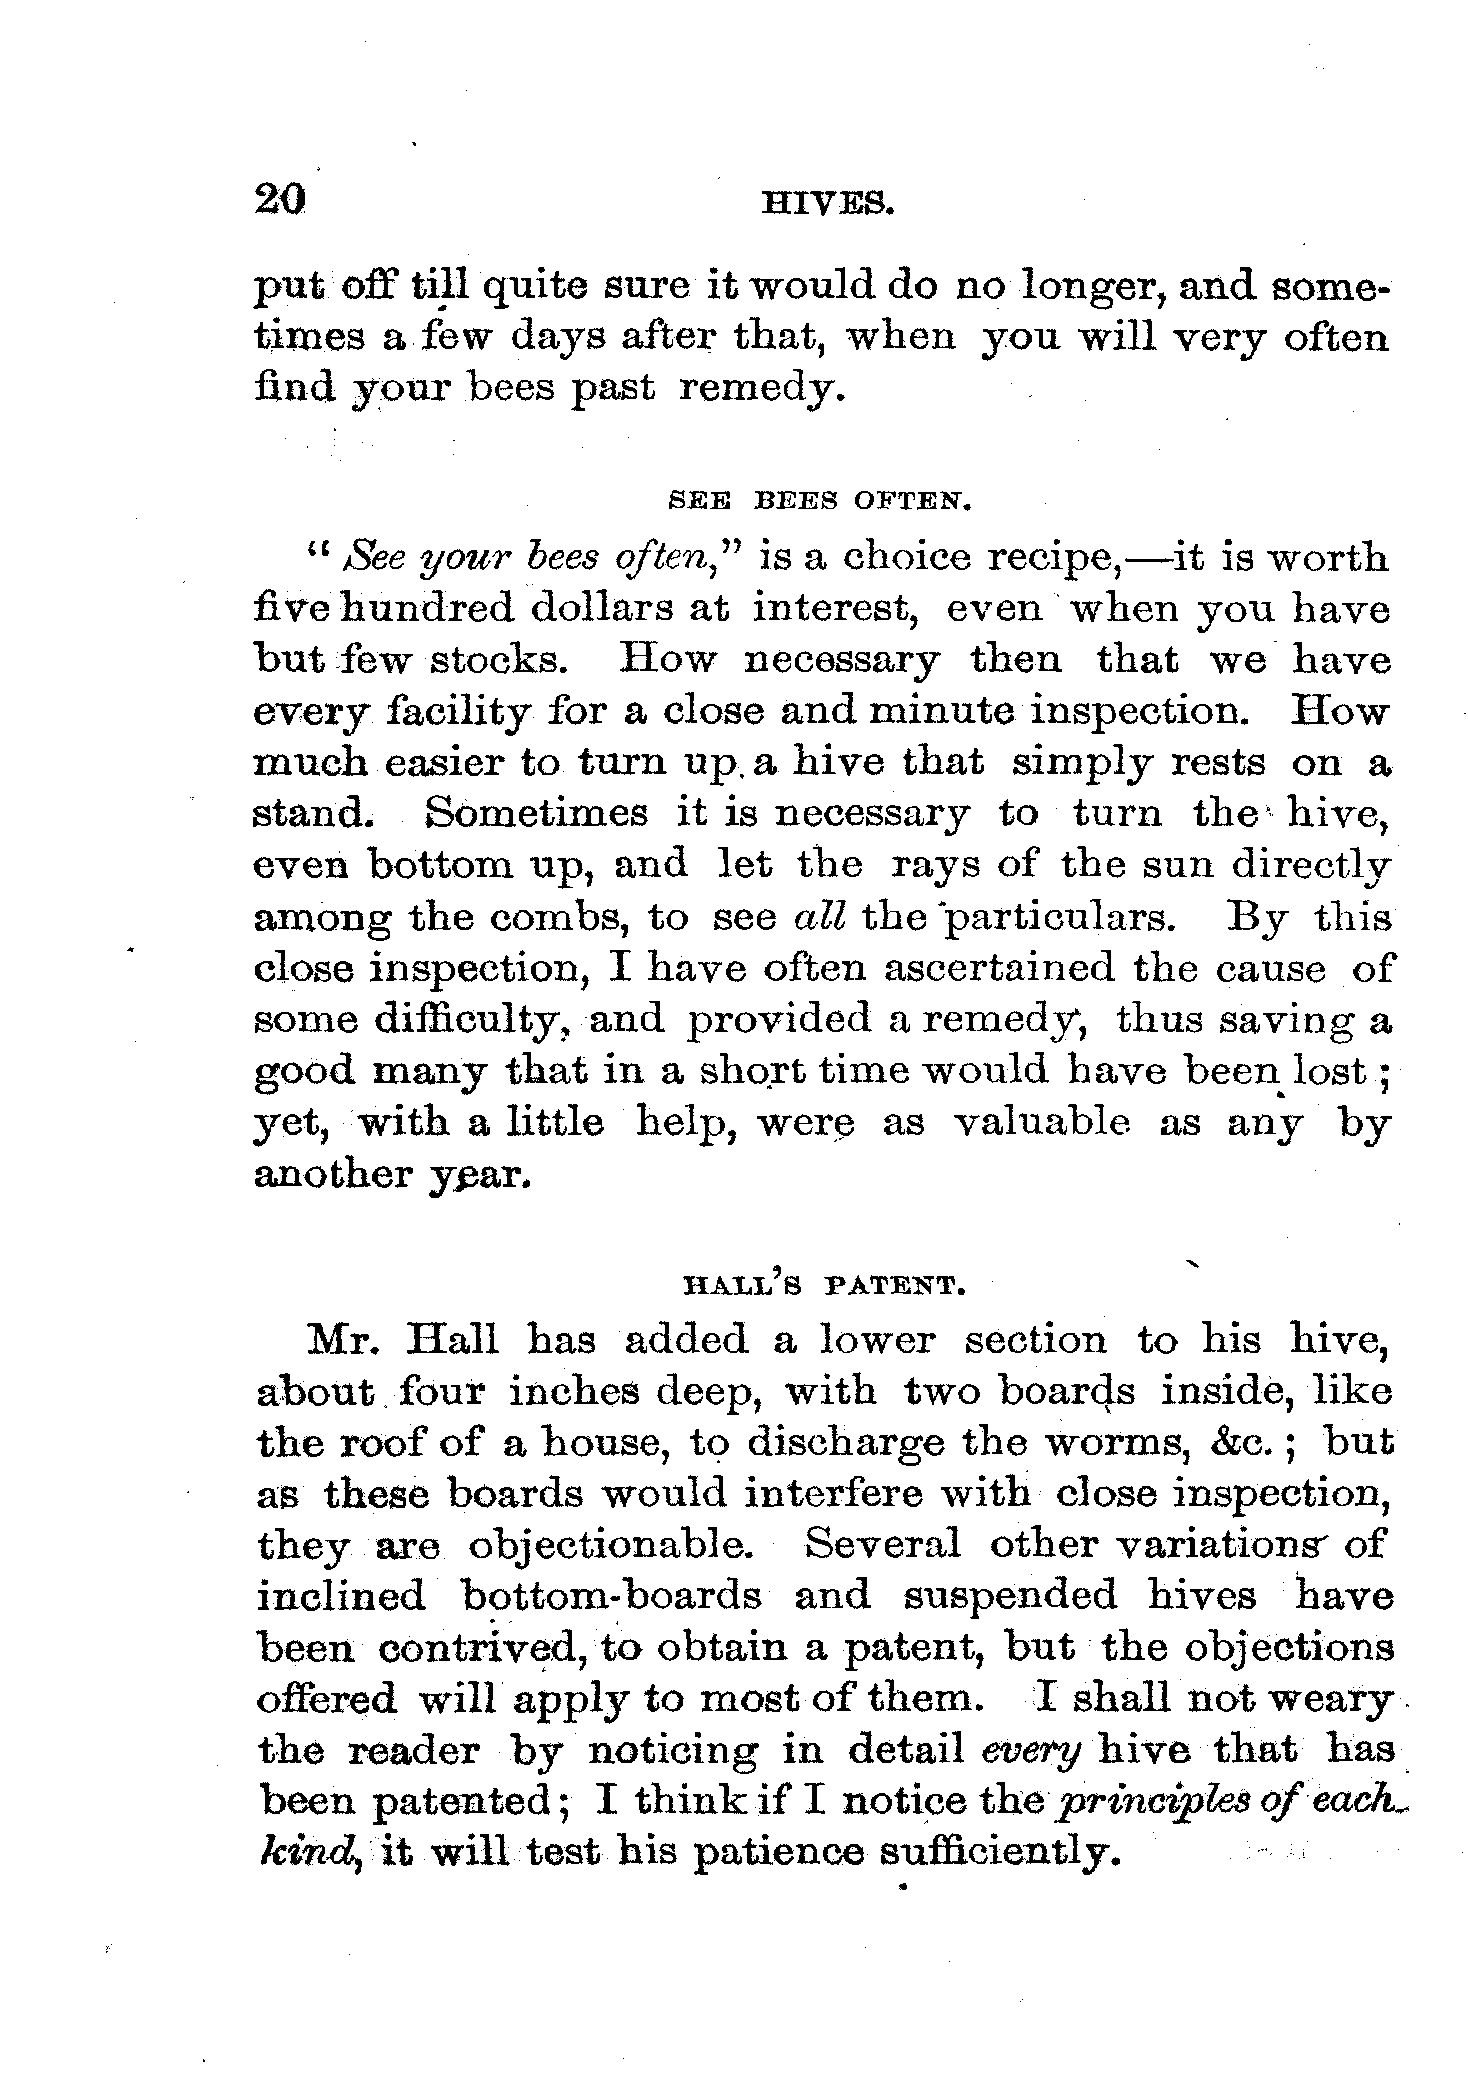 20 HIVES.
put off till quite sure it would do no longer, and some-
times a few days after that, when you will very often
find your bees past remedy.
SEE BEES OFTEN.
"See your bees often," is a choice recipe,—it is worth
five hundred dollars at interest, even when you have
but few stocks. How necessary then that we have
every facility for a close and minute inspection. How
much easier to turn up a hive that simply rests on a
stand. Sometimes it is necessary to turn the hive,
even bottom up, and let the rays of the sun directly
among the combs, to see all the particulars. By this
close inspection, I have often ascertained the cause of
some difficulty, and provided a remedy, thus saving a
good many that in a short time would have been lost;
yet, with a little help, were as valuable as any by
another year.
HALL'S PATENT.
Mr. Hall has added a lower section to his hive,
about four inches deep, with two boards inside, like
the roof of a house, to discharge the worms, &c.; but
as these boards would interfere with close inspection,
they are objectionable. Several other variations of
inclined bottom-boards and suspended hives have
been contrived, to obtain a patent, but the objections
offered will apply to most of them. I shall not weary
the reader by noticing in detail every hive that has
been patented; I think if I notice the principles of each
kind, it will test his patience sufficiently.